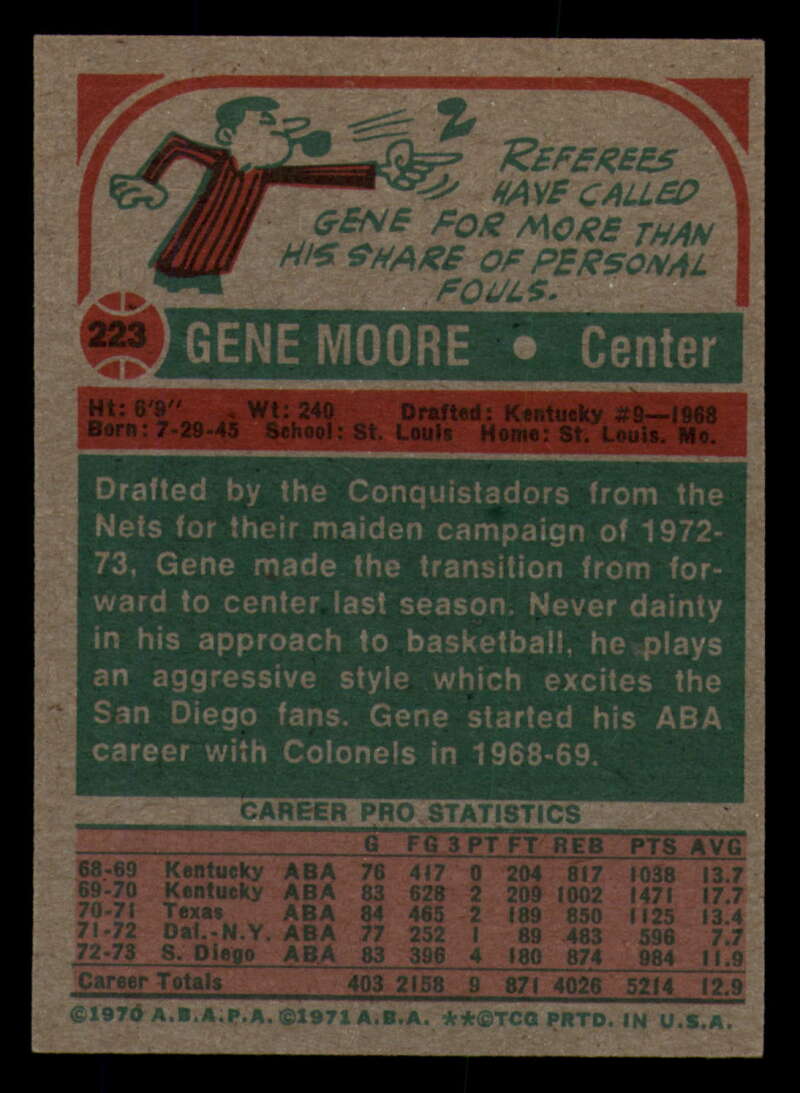 2
REFEREES
HAVE CALLED
GENE FOR MORE THAN
HIS SHARE OF PERSONAL
FOULS.
223 GENE MOORE • Center
Ht: 6'9" Wt: 240 Drafted: Kentucky #9—1968
Born: 7-29-45 School: St. Louis Home: St. Louis. Mo.
Drafted by the Conquistadors from the
Nets for their maiden campaign of 1972-
73, Gene made the transition from for-
ward to center last season. Never dainty
in his approach to basketball, he plays
an aggressive style which excites the
San Diego fans. Gene started his ABA
career with Colonels in 1968-69.
CAREER PRO STATISTICS
G FG 3 PT FT REB PTS AVG
68-69 Kentucky ABA 76 417 0 204 817 1038 13.7
69-70 Kentucky ABA 83 628 2 209 1002 1471 17.7
70-71 Texas ABA 84 465 2 189 850 1125 13.4
71-72 Dal.-N.Y. ABA 77 252 1 89 483 596 7.7
72-73 S. Diego ABA 83 396 4 180 874 984 11.9
Career Totals 403 2158 9 871 4026 5214 12.9
©1970 A.B.A.P.A. ©1971 A.B.A. **©TCG PRTD. IN U.S.A.